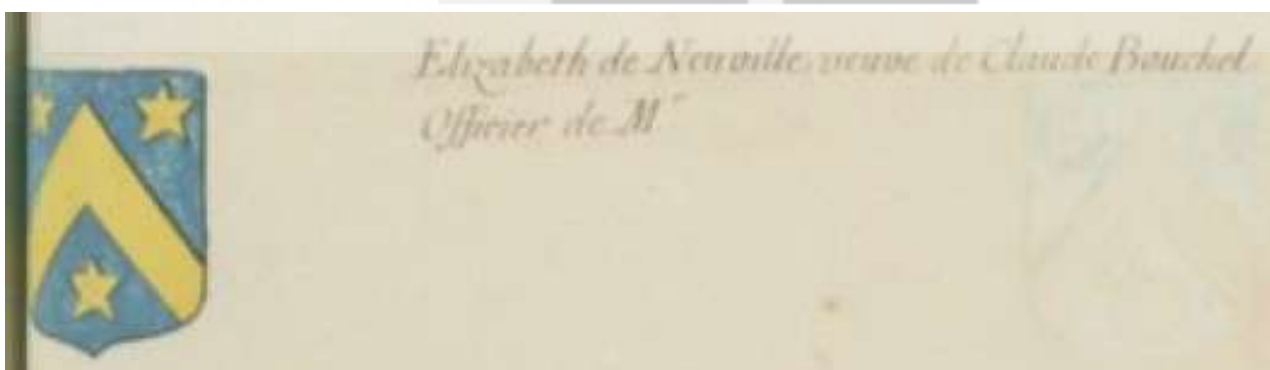 Elizabeth de Neuville, veuve de Claude Bouchel
Officier de M^r